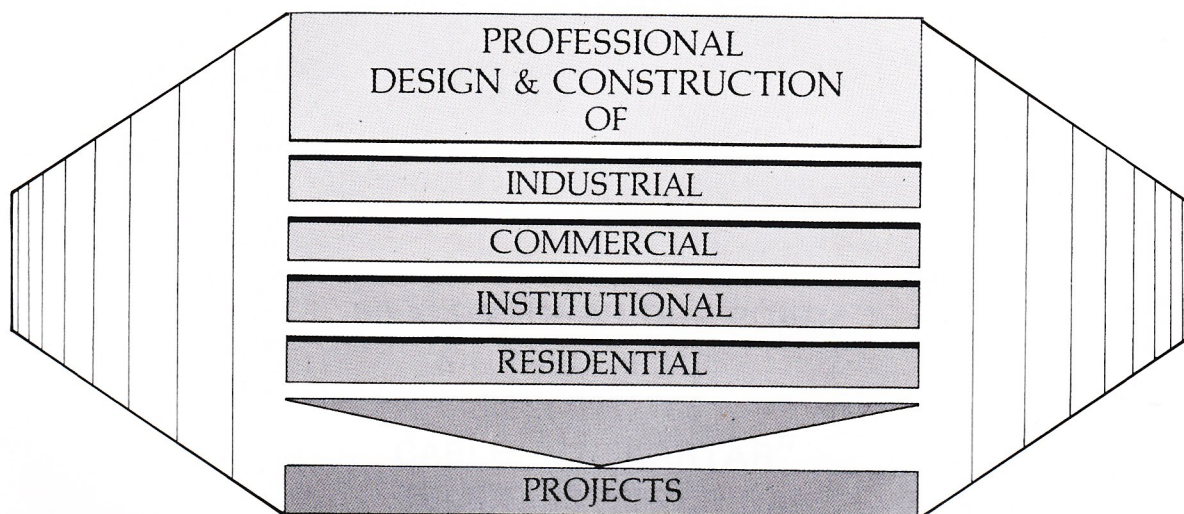 PROFESSIONAL
DESIGN & CONSTRUCTION
OF
INDUSTRIAL
COMMERCIAL
INSTITUTIONAL
RESIDENTIAL
PROJECTS